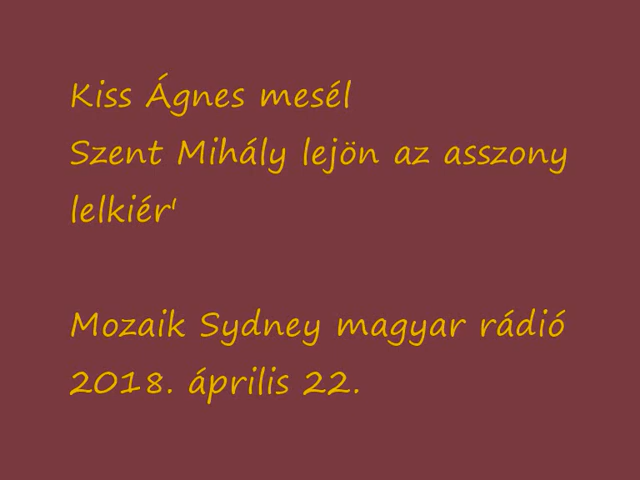 Kiss Ágnes mesél
Szent Mihály lejön az asszony
lelkiér'
Mozaik Sydney magyar rádió
2018. április 22.